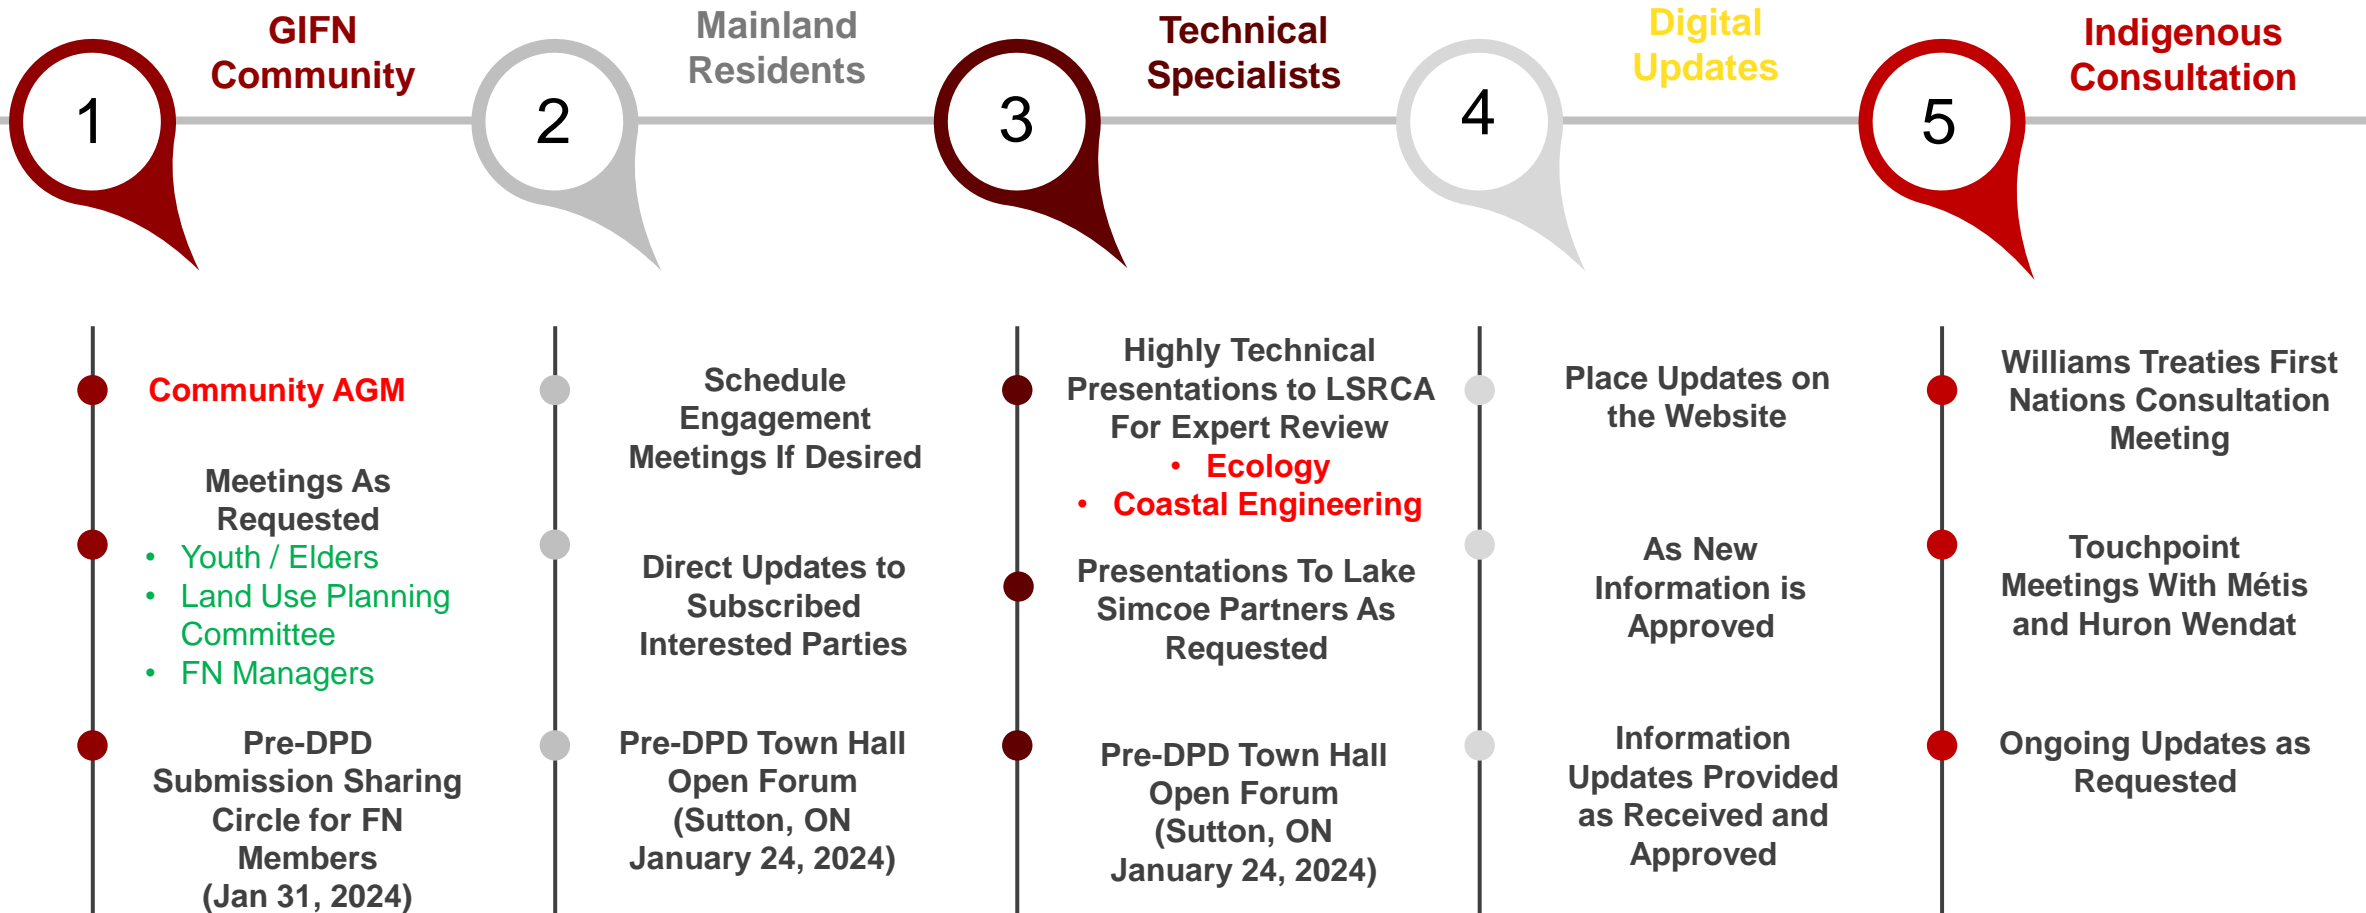 1
GIFN
Community
Community AGM
Meetings As
Requested
• Youth / Elders
• Land Use Planning
Committee
• FN Managers
Pre-DPD
Submission Sharing
Circle for FN
Members
(Jan 31, 2024)
2
Mainland
Residents
Schedule
Engagement
Meetings If Desired
Direct Updates to
Subscribed
Interested Parties
Pre-DPD Town Hall
Open Forum
(Sutton, ON
January 24, 2024)
3
Technical
Specialists
Highly Technical
Presentations to LSRCA
For Expert Review
• Ecology
• Coastal Engineering
Presentations To Lake
Simcoe Partners As
Requested
Pre-DPD Town Hall
Open Forum
(Sutton, ON
January 24, 2024)
4
Digital
Updates
Place Updates on
the Website
As New
Information is
Approved
Information
Updates Provided
as Received and
Approved
5
Indigenous
Consultation
Williams Treaties First
Nations Consultation
Meeting
Touchpoint
Meetings With Métis
and Huron Wendat
Ongoing Updates as
Requested